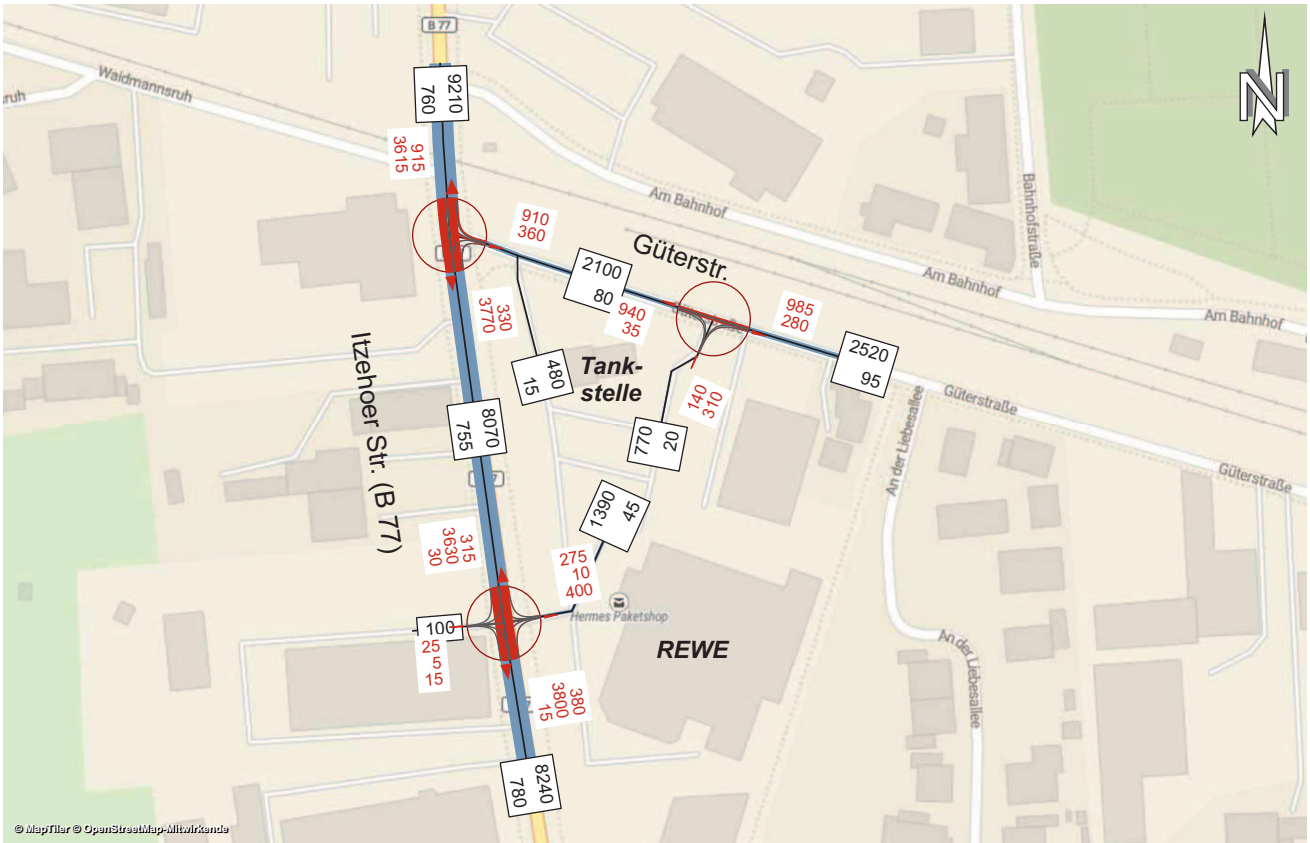 B 77
Waidmannsruh
ruh
9210
760
N
915
3615
Am Bahnhof
Bahnhofstraße
Am Bahnhof
Am Bahnhof
910
360
Güterstr.
2100
80
940
35
985
280
2520
95
330
3770
Itzehoer Str. (B 77)
480
15
Tank-
stelle
140
310
770
20
Güterstraße
Güterstraße
An der Liebesallee
8070
755
1390
45
315
3630
30
275
10
400
Hermes Paketshop
REWE
100
25
5
15
380
3800
15
An der Liebesallee
8240
780
© MapTiler © OpenStreetMap-Mitwirkende